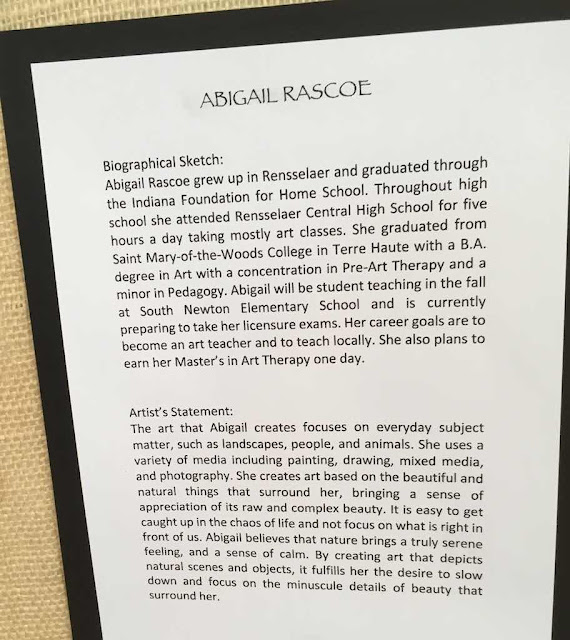 ABIGAIL RASCOE
Biographical Sketch:
Abigail Rascoe grew up in Rensselaer and graduated through
the Indiana Foundation for Home School. Throughout high
school she attended Rensselaer Central High School for five
hours a day taking mostly art classes. She graduated from
Saint Mary-of-the-Woods College in Terre Haute with a B.A.
degree in Art with a concentration in Pre-Art Therapy and a
minor in Pedagogy. Abigail will be student teaching in the fall
at South Newton Elementary School and is currently
preparing to take her licensure exams. Her career goals are to
become an art teacher and to teach locally. She also plans to
earn her Master's in Art Therapy one day.
Artist's Statement:
The art that Abigail creates focuses on everyday subject
matter, such as landscapes, people, and animals. She uses a
variety of media including painting, drawing, mixed media,
and photography. She creates art based on the beautiful and
natural things that surround her, bringing a sense of
appreciation of its raw and complex beauty. It is easy to get
caught up in the chaos of life and not focus on what is right in
front of us. Abigail believes that nature brings a truly serene
feeling, and a sense of calm. By creating art that depicts
natural scenes and objects, it fulfills her the desire to slow
down and focus on the minuscule details of beauty that
surround her.